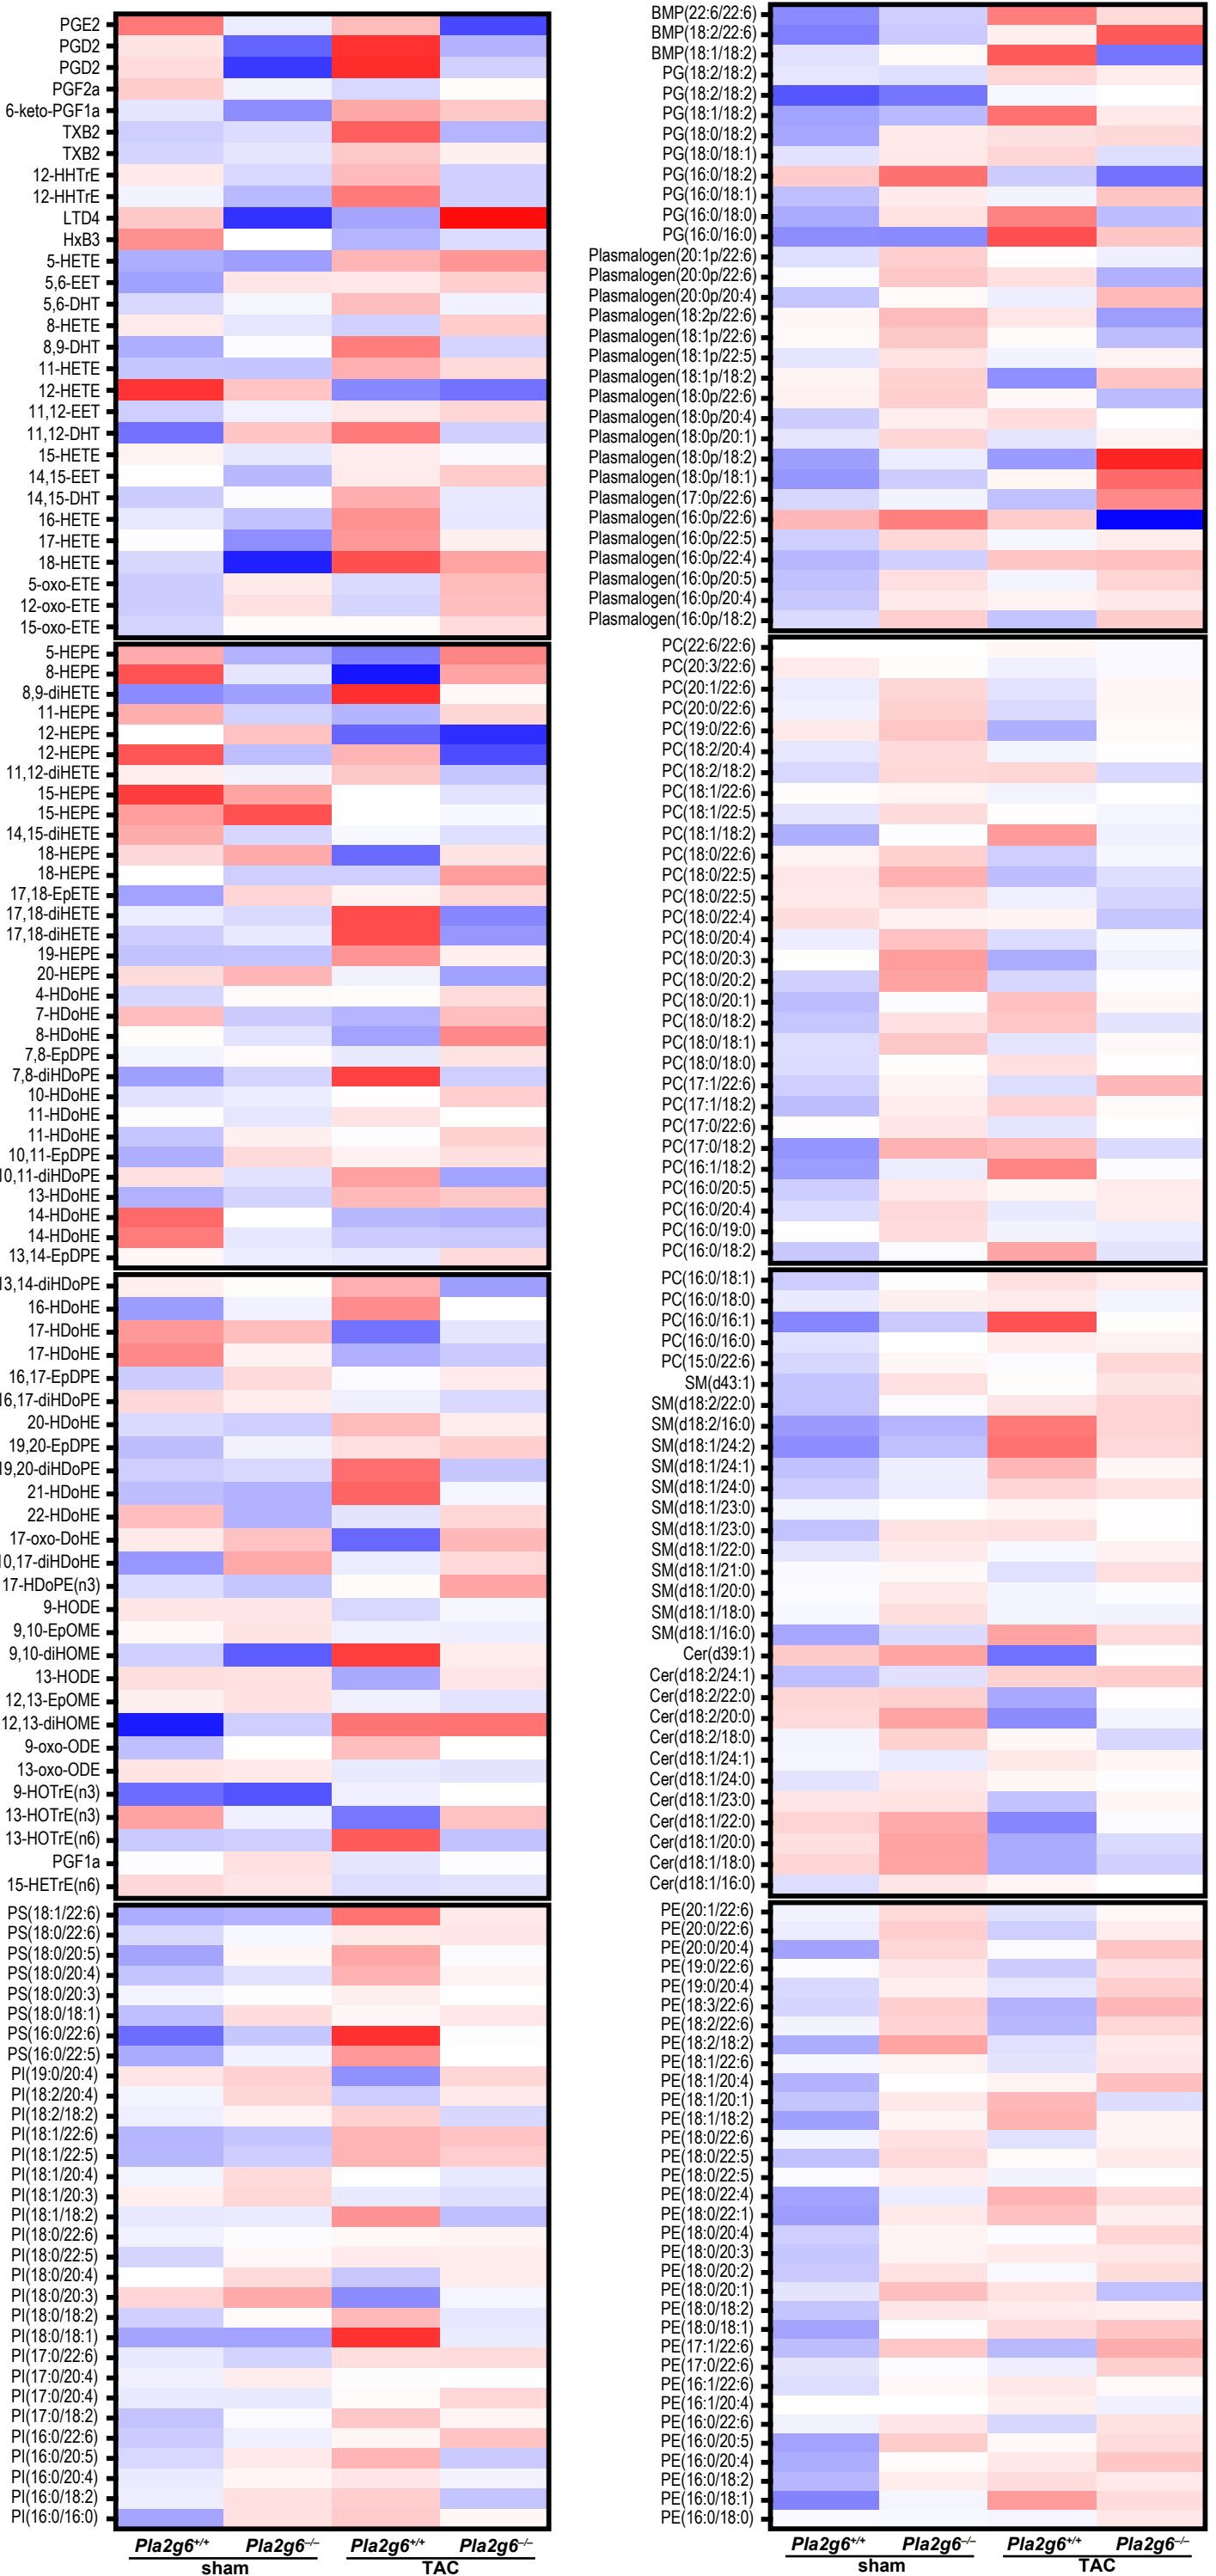 PGE2
PGD2
PGD2
PGF2a
6-keto-PGF1a
TXB2
TXB2
12-HHTrE
12-HHTrE
LTD4
HxB3
5-HETE
5,6-EET
5,6-DHT
8-HETE
8,9-DHT
11-HETE
12-HETE
11,12-EET
11,12-DHT
15-HETE
14,15-EET
14,15-DHT
16-HETE
17-HETE
18-HETE
5-oxo-ETE
12-oxo-ETE
15-oxo-ETE
5-HEPE
8-HEPE
8,9-diHETE
11-HEPE
12-HEPE
12-HEPE
11,12-diHETE
15-HEPE
15-HEPE
14,15-diHETE
18-HEPE
18-HEPE
17,18-EpETE
17,18-diHETE
17,18-diHETE
19-HEPE
20-HEPE
4-HDoHE
7-HDoHE
8-HDoHE
7,8-EpDPE
7,8-diHDoPE
10-HDoHE
11-HDoHE
11-HDoHE
10,11-EpDPE
10,11-diHDoPE
13-HDoHE
14-HDoHE
14-HDoHE
13,14-EpDPE
13,14-diHDoPE
16-HDoHE
17-HDoHE
17-HDoHE
16,17-EpDPE
16,17-diHDoPE
20-HDoHE
19,20-EpDPE
19,20-diHDoPE
21-HDoHE
22-HDoHE
17-oxo-DoHE
10,17-diHDoHE
17-HDoPE(n3)
9-HODE
9,10-EpOME
9,10-diHOME
13-HODE
12,13-EpOME
12,13-diHOME
9-oxo-ODE
13-oxo-ODE
9-HOTrE(n3)
13-HOTrE(n3)
13-HOTrE(n6)
PGF1a
15-HETrE(n6)
PS(18:1/22:6)
PS(18:0/22:6)
PS(18:0/20:5)
PS(18:0/20:4)
PS(18:0/20:3)
PS(18:0/18:1)
PS(16:0/22:6)
PS(16:0/22:5)
PI(19:0/20:4)
PI(18:2/20:4)
PI(18:2/18:2)
PI(18:1/22:6)
PI(18:1/22:5)
PI(18:1/20:4)
PI(18:1/20:3)
PI(18:1/18:2)
PI(18:0/22:6)
PI(18:0/22:5)
PI(18:0/20:4)
PI(18:0/20:3)
PI(18:0/18:2)
PI(18:0/18:1)
PI(17:0/22:6)
PI(17:0/20:4)
PI(17:0/20:4)
PI(17:0/18:2)
PI(16:0/22:6)
PI(16:0/20:5)
PI(16:0/20:4)
PI(16:0/18:2)
PI(16:0/16:0)
Pla2g6+/+ Pla2g6–/– Pla2g6+/+ Pla2g6–/–
sham TAC
BMP(22:6/22:6)
BMP(18:2/22:6)
BMP(18:1/18:2)
PG(18:2/18:2)
PG(18:2/18:2)
PG(18:1/18:2)
PG(18:0/18:2)
PG(18:0/18:1)
PG(16:0/18:2)
PG(16:0/18:1)
PG(16:0/18:0)
PG(16:0/16:0)
Plasmalogen(20:1p/22:6)
Plasmalogen(20:0p/22:6)
Plasmalogen(20:0p/20:4)
Plasmalogen(18:2p/22:6)
Plasmalogen(18:1p/22:6)
Plasmalogen(18:1p/22:5)
Plasmalogen(18:1p/18:2)
Plasmalogen(18:0p/22:6)
Plasmalogen(18:0p/20:4)
Plasmalogen(18:0p/20:1)
Plasmalogen(18:0p/18:2)
Plasmalogen(18:0p/18:1)
Plasmalogen(17:0p/22:6)
Plasmalogen(16:0p/22:6)
Plasmalogen(16:0p/22:5)
Plasmalogen(16:0p/22:4)
Plasmalogen(16:0p/20:5)
Plasmalogen(16:0p/20:4)
Plasmalogen(16:0p/18:2)
PC(22:6/22:6)
PC(20:3/22:6)
PC(20:1/22:6)
PC(20:0/22:6)
PC(19:0/22:6)
PC(18:2/20:4)
PC(18:2/18:2)
PC(18:1/22:6)
PC(18:1/22:5)
PC(18:1/18:2)
PC(18:0/22:6)
PC(18:0/22:5)
PC(18:0/22:5)
PC(18:0/22:4)
PC(18:0/20:4)
PC(18:0/20:3)
PC(18:0/20:2)
PC(18:0/20:1)
PC(18:0/18:2)
PC(18:0/18:1)
PC(18:0/18:0)
PC(17:1/22:6)
PC(17:1/18:2)
PC(17:0/22:6)
PC(17:0/18:2)
PC(16:1/18:2)
PC(16:0/20:5)
PC(16:0/20:4)
PC(16:0/19:0)
PC(16:0/18:2)
PC(16:0/18:1)
PC(16:0/18:0)
PC(16:0/16:1)
PC(16:0/16:0)
PC(15:0/22:6)
SM(d43:1)
SM(d18:2/22:0)
SM(d18:2/16:0)
SM(d18:1/24:2)
SM(d18:1/24:1)
SM(d18:1/24:0)
SM(d18:1/23:0)
SM(d18:1/23:0)
SM(d18:1/22:0)
SM(d18:1/21:0)
SM(d18:1/20:0)
SM(d18:1/18:0)
SM(d18:1/16:0)
Cer(d39:1)
Cer(d18:2/24:1)
Cer(d18:2/22:0)
Cer(d18:2/20:0)
Cer(d18:2/18:0)
Cer(d18:1/24:1)
Cer(d18:1/24:0)
Cer(d18:1/23:0)
Cer(d18:1/22:0)
Cer(d18:1/20:0)
Cer(d18:1/18:0)
Cer(d18:1/16:0)
PE(20:1/22:6)
PE(20:0/22:6)
PE(20:0/20:4)
PE(19:0/22:6)
PE(19:0/20:4)
PE(18:3/22:6)
PE(18:2/22:6)
PE(18:2/18:2)
PE(18:1/22:6)
PE(18:1/20:4)
PE(18:1/20:1)
PE(18:1/18:2)
PE(18:0/22:6)
PE(18:0/22:5)
PE(18:0/22:5)
PE(18:0/22:4)
PE(18:0/22:1)
PE(18:0/20:4)
PE(18:0/20:3)
PE(18:0/20:2)
PE(18:0/20:1)
PE(18:0/18:2)
PE(18:0/18:1)
PE(17:1/22:6)
PE(17:0/22:6)
PE(16:1/22:6)
PE(16:1/20:4)
PE(16:0/22:6)
PE(16:0/20:5)
PE(16:0/20:4)
PE(16:0/18:2)
PE(16:0/18:1)
PE(16:0/18:0)
Pla2g6+/+ Pla2g6–/– Pla2g6+/+ Pla2g6–/–
sham TAC